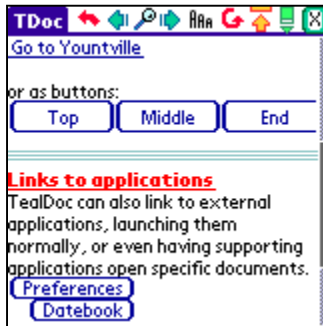 TDoc AAA
Go to Yountville
or as buttons:
Top Middle End
Links to applications
TealDoc can also link to external
applications, launching them
normally, or even having supporting
applications open specific documents.
Preferences
Datebook